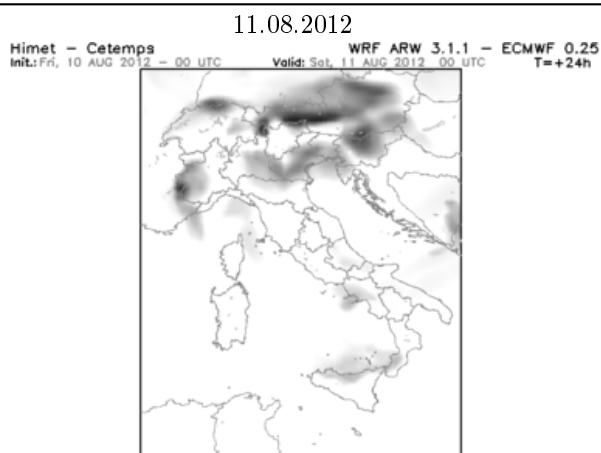 11.08.2012
Himet – Cetemps WRF ARW 3.1.1 – ECMWF 0.25
Init.: Fri, 10 AUG 2012 – 00 UTC Valid: Sat, 11 AUG 2012 00 UTC T=+24h